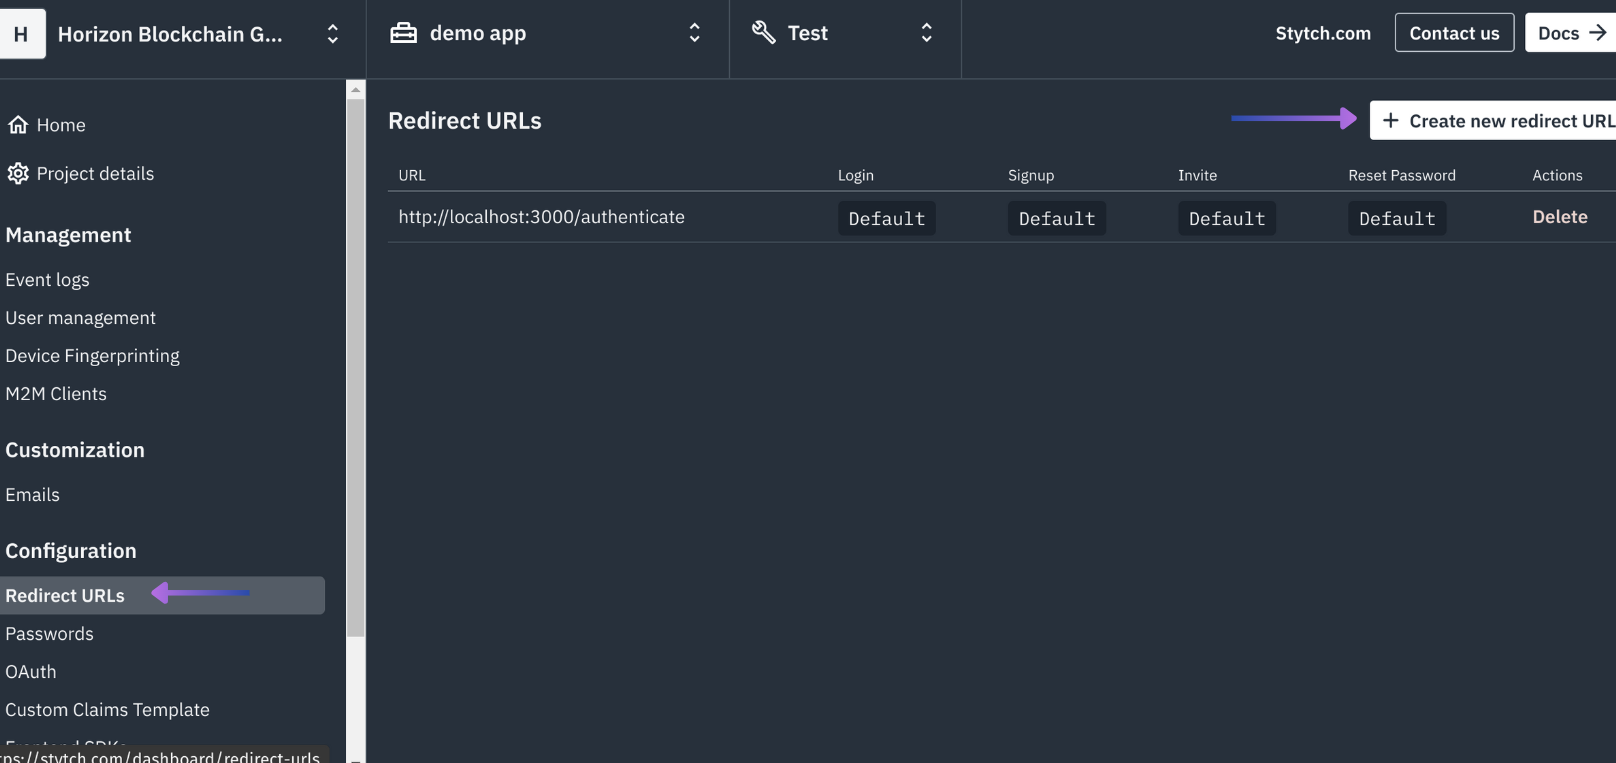 H Horizon Blockchain G... demo app Test Stytch.com Contact us Docs →
Home
Project details
Management
Event logs
User management
Device Fingerprinting
M2M Clients
Customization
Emails
Configuration
Redirect URLs
Passwords
OAuth
Custom Claims Template
Frontend SDKs
ps://stytch.com/dashboard/redirect-urls
Redirect URLs
+ Create new redirect URL
URL Login Signup Invite Reset Password Actions
http://localhost:3000/authenticate Default Default Default Default Delete